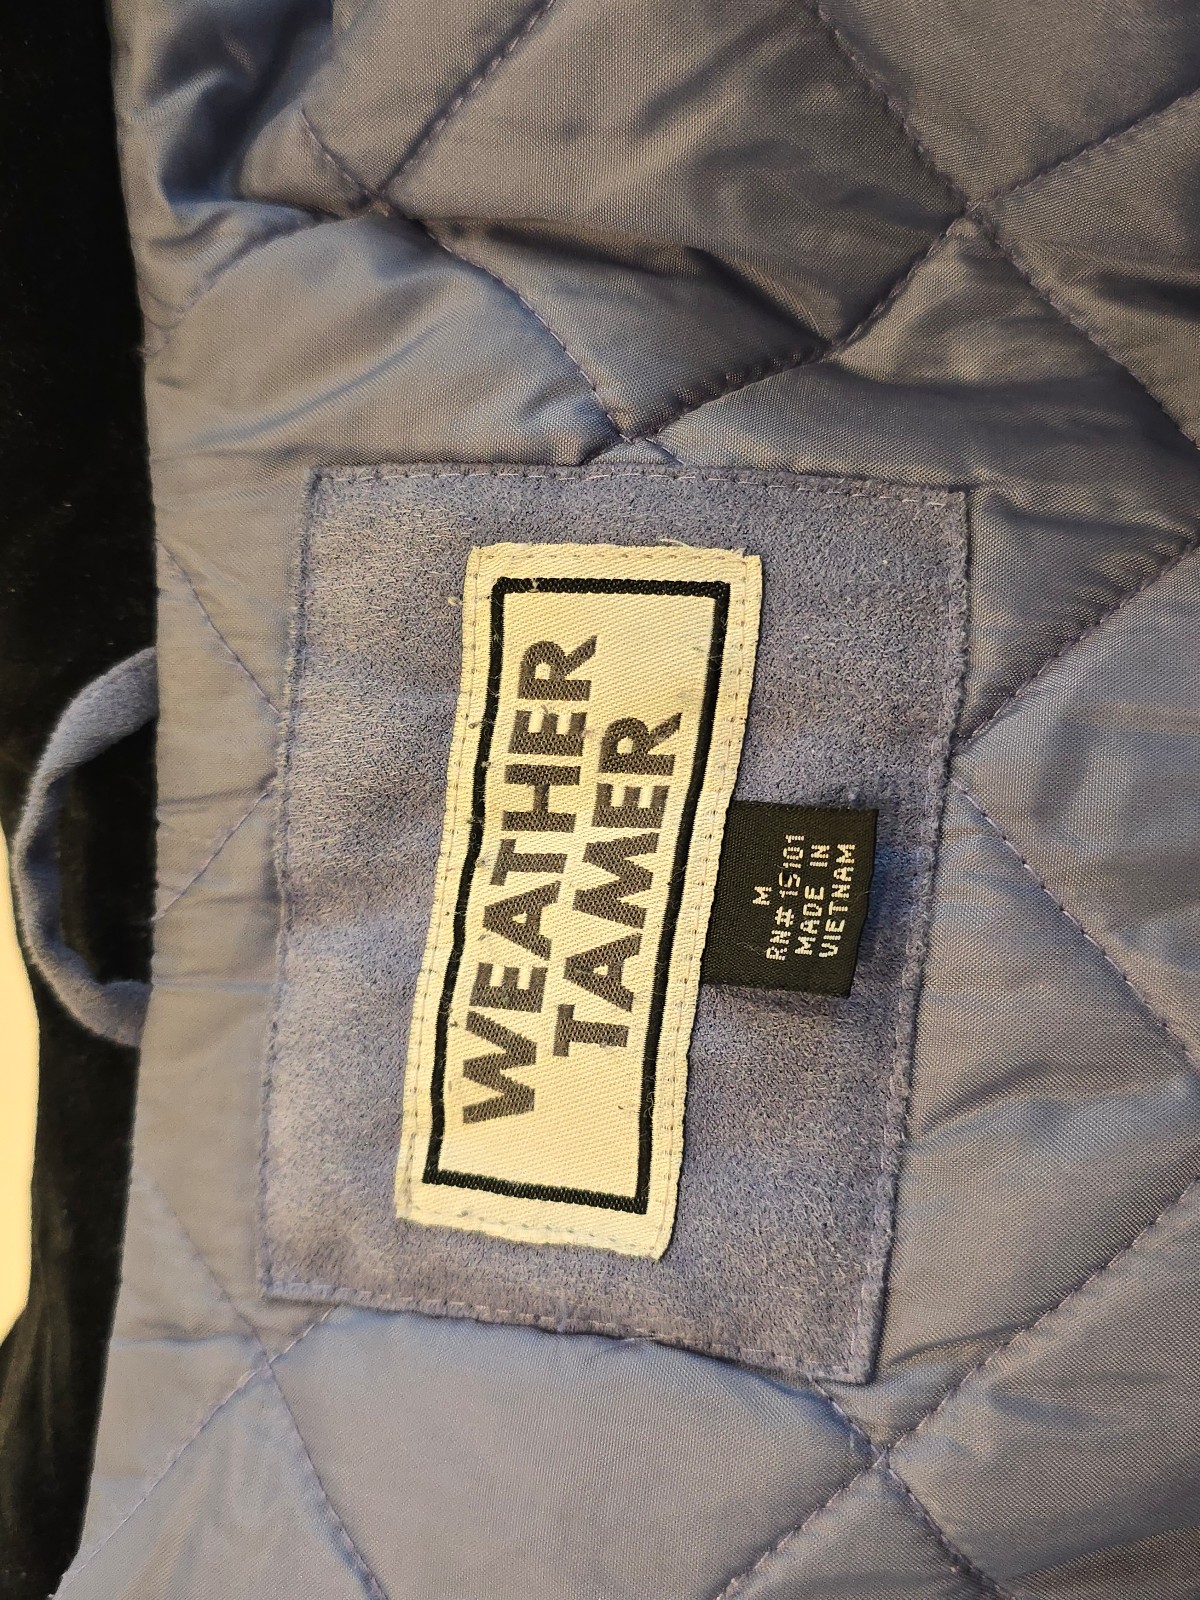 WEATHER
TAMER
M
RN# 15101
MADE IN
VIETNAM